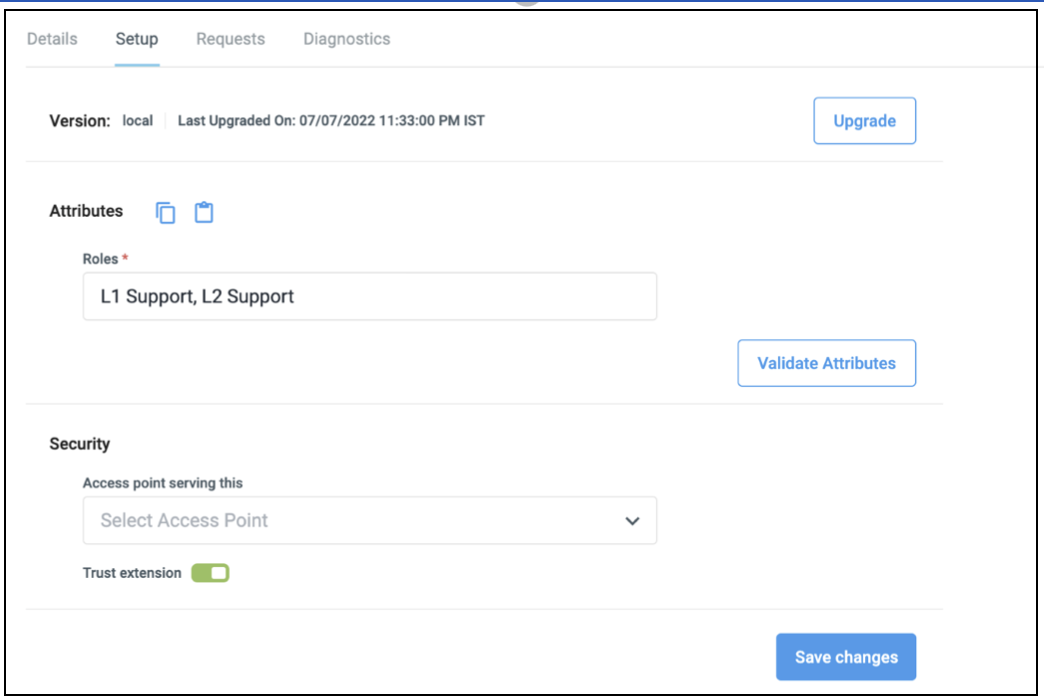 Details Setup Requests Diagnostics
Version: local Last Upgraded On: 07/07/2022 11:33:00 PM IST Upgrade
Attributes
Roles *
L1 Support, L2 Support
Validate Attributes
Security
Access point serving this
Select Access Point
Trust extension
Save changes